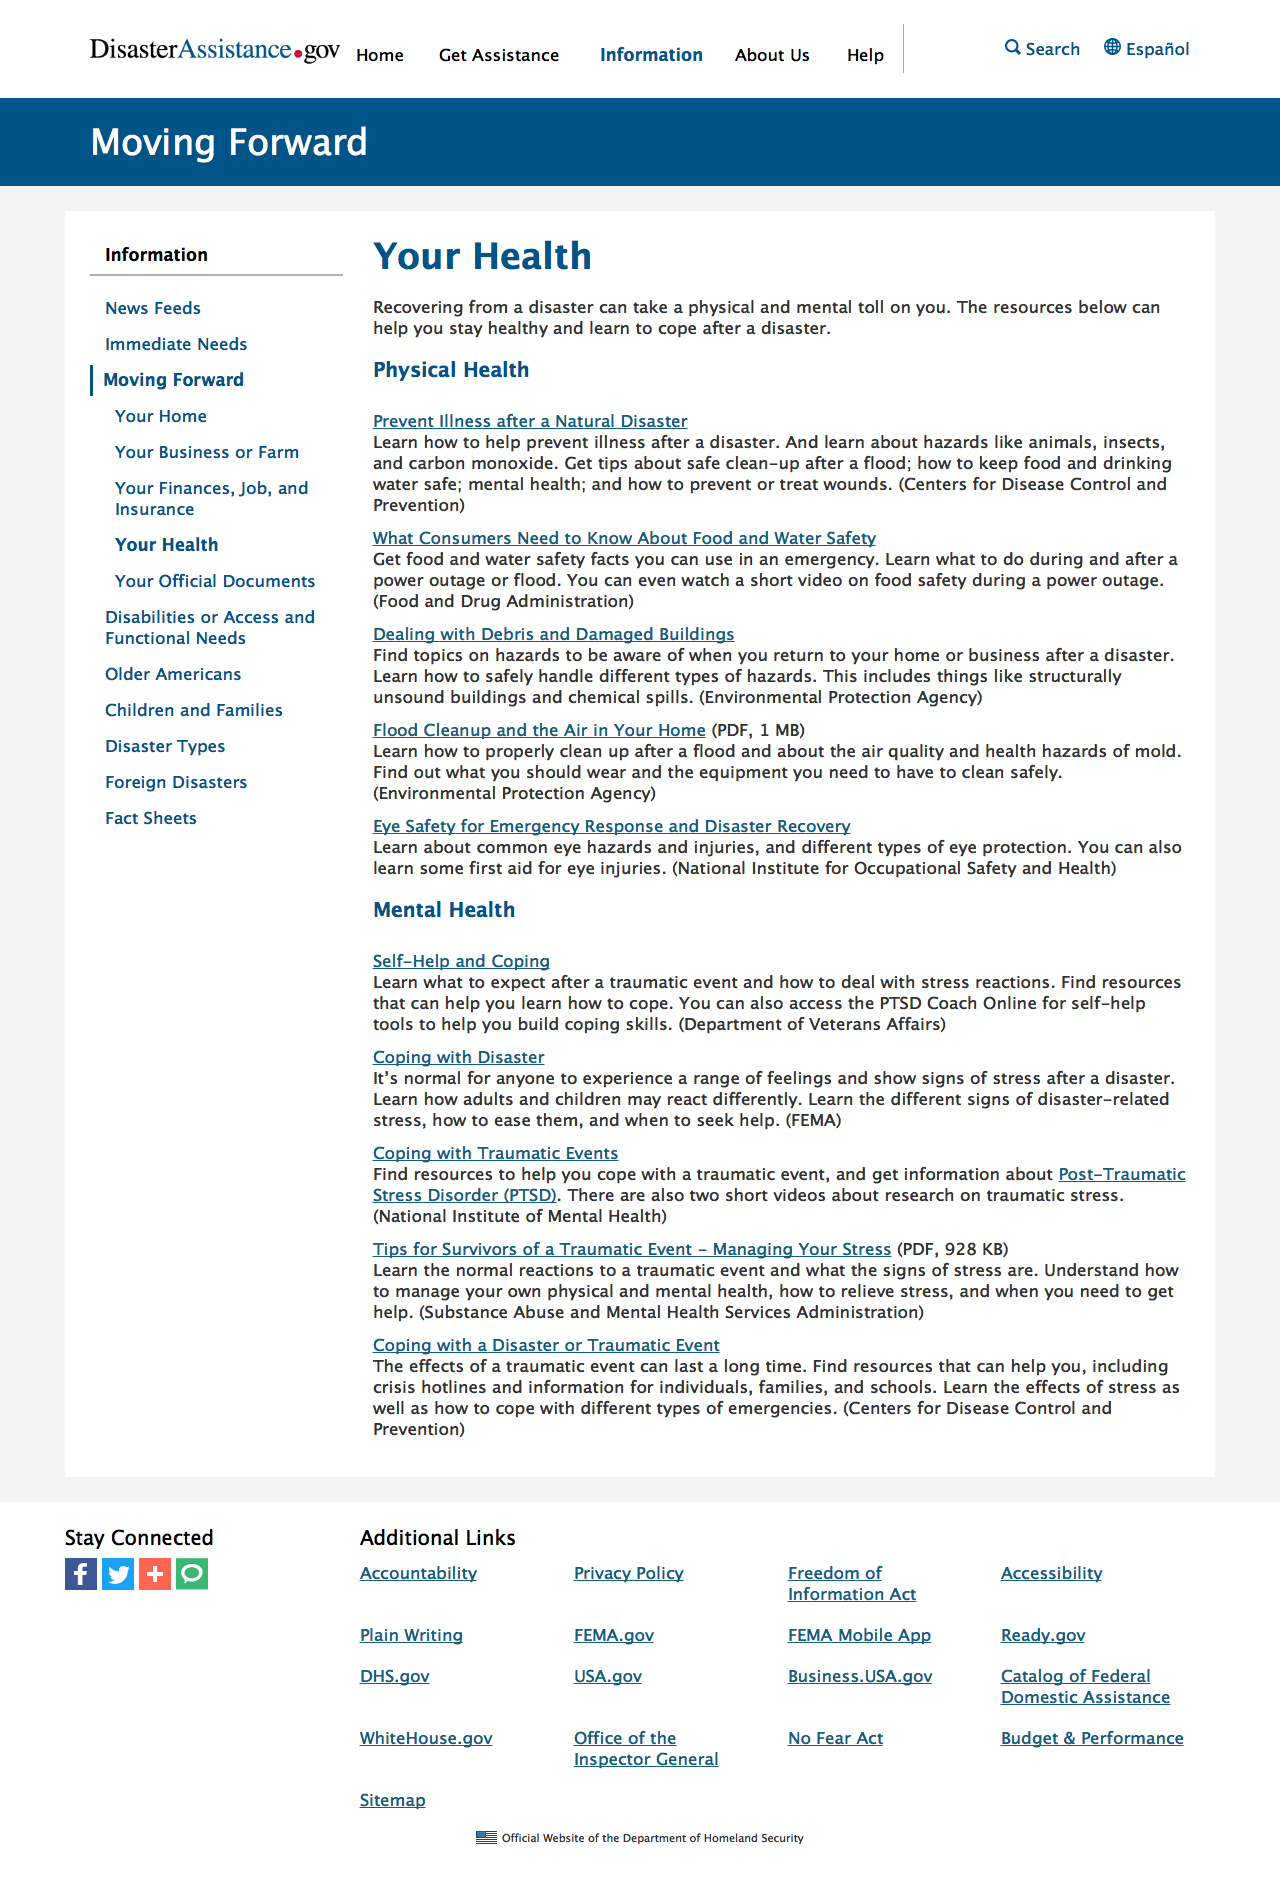 DisasterAssistance.gov
Home
Get Assistance
Information
About Us
Help
Search
Español
Moving Forward
Information
News Feeds
Immediate Needs
Moving Forward
Your Home
Your Business or Farm
Your Finances, Job, and
Insurance
Your Health
Your Official Documents
Disabilities or Access and
Functional Needs
Older Americans
Children and Families
Disaster Types
Foreign Disasters
Fact Sheets
Your Health
Recovering from a disaster can take a physical and mental toll on you. The resources below can
help you stay healthy and learn to cope after a disaster.
Physical Health
Prevent Illness after a Natural Disaster
Learn how to help prevent illness after a disaster. And learn about hazards like animals, insects,
and carbon monoxide. Get tips about safe clean-up after a flood; how to keep food and drinking
water safe; mental health; and how to prevent or treat wounds. (Centers for Disease Control and
Prevention)
What Consumers Need to Know About Food and Water Safety
Get food and water safety facts you can use in an emergency. Learn what to do during and after a
power outage or flood. You can even watch a short video on food safety during a power outage.
(Food and Drug Administration)
Dealing with Debris and Damaged Buildings
Find topics on hazards to be aware of when you return to your home or business after a disaster.
Learn how to safely handle different types of hazards. This includes things like structurally
unsound buildings and chemical spills. (Environmental Protection Agency)
Flood Cleanup and the Air in Your Home (PDF, 1 MB)
Learn how to properly clean up after a flood and about the air quality and health hazards of mold.
Find out what you should wear and the equipment you need to have to clean safely.
(Environmental Protection Agency)
Eye Safety for Emergency Response and Disaster Recovery
Learn about common eye hazards and injuries, and different types of eye protection. You can also
learn some first aid for eye injuries. (National Institute for Occupational Safety and Health)
Mental Health
Self-Help and Coping
Learn what to expect after a traumatic event and how to deal with stress reactions. Find resources
that can help you learn how to cope. You can also access the PTSD Coach Online for self-help
tools to help you build coping skills. (Department of Veterans Affairs)
Coping with Disaster
It's normal for anyone to experience a range of feelings and show signs of stress after a disaster.
Learn how adults and children may react differently. Learn the different signs of disaster-related
stress, how to ease them, and when to seek help. (FEMA)
Coping with Traumatic Events
Find resources to help you cope with a traumatic event, and get information about Post-Traumatic
Stress Disorder (PTSD). There are also two short videos about research on traumatic stress.
(National Institute of Mental Health)
Tips for Survivors of a Traumatic Event - Managing Your Stress (PDF, 928 KB)
Learn the normal reactions to a traumatic event and what the signs of stress are. Understand how
to manage your own physical and mental health, how to relieve stress, and when you need to get
help. (Substance Abuse and Mental Health Services Administration)
Coping with a Disaster or Traumatic Event
The effects of a traumatic event can last a long time. Find resources that can help you, including
crisis hotlines and information for individuals, families, and schools. Learn the effects of stress as
well as how to cope with different types of emergencies. (Centers for Disease Control and
Prevention)
Stay Connected
Additional Links
Accountability
Privacy Policy
Freedom of
Information Act
Accessibility
Plain Writing
FEMA.gov
FEMA Mobile App
Ready.gov
DHS.gov
USA.gov
Business.USA.gov
Catalog of Federal
Domestic Assistance
WhiteHouse.gov
Office of the
Inspector General
No Fear Act
Budget & Performance
Sitemap
Official Website of the Department of Homeland Security